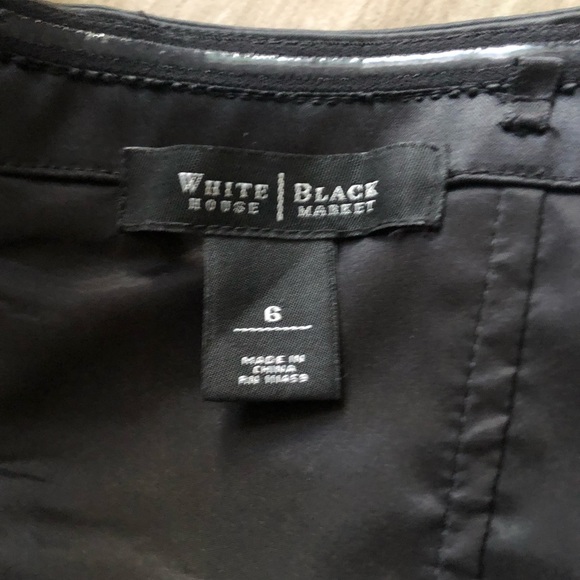 WHITE | BLACK
HOUSE | MARKET
6
MADE IN
CHINA
RN 111459